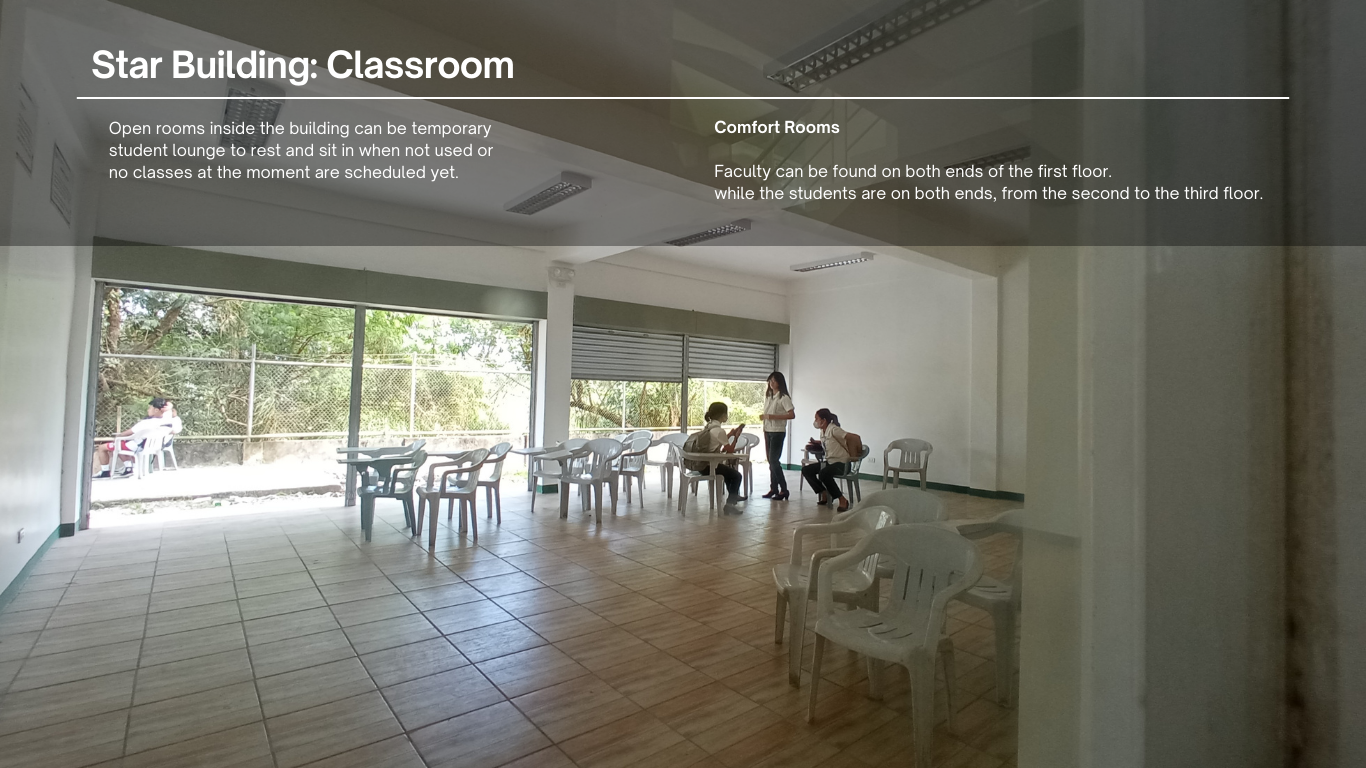 Star Building: Classroom
Open rooms inside the building can be temporary
student lounge to rest and sit in when not used or
no classes at the moment are scheduled yet.
Comfort Rooms
Faculty can be found on both ends of the first floor.
while the students are on both ends, from the second to the third floor.